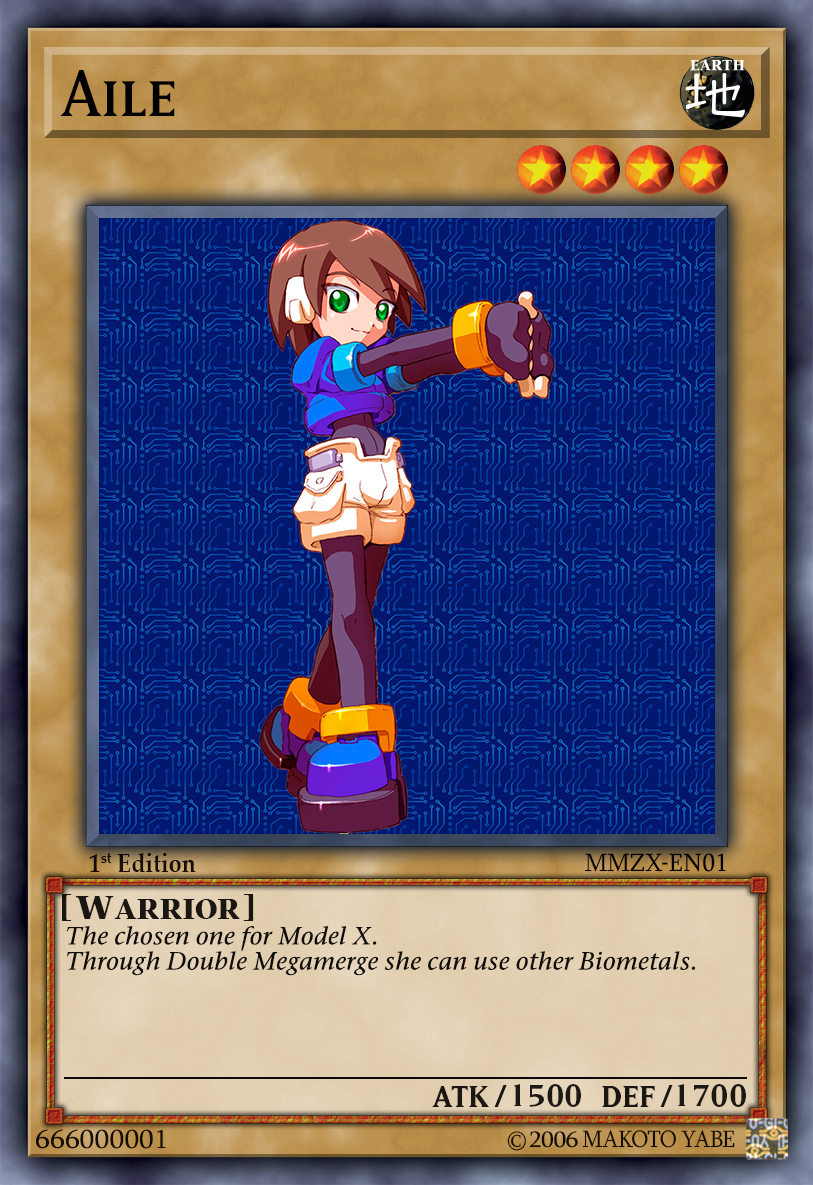 AILE
EARTH
地
1st Edition
MMZX-EN01
[WARRIOR]
The chosen one for Model X.
Through Double Megamerge she can use other Biometals.
ATK/1500 DEF/1700
666000001
©2006 MAKOTO YABE